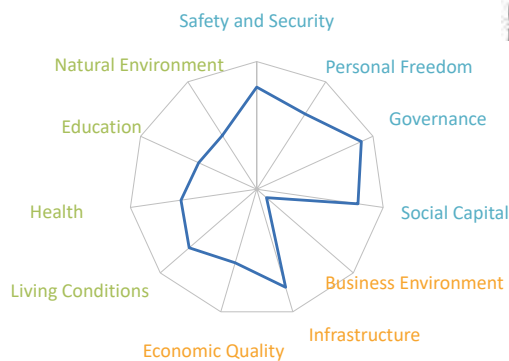 Safety and Security
Natural Environment
Personal Freedom
Education
Governance
Health
Social Capital
Living Conditions
Business Environment
Infrastructure
Economic Quality